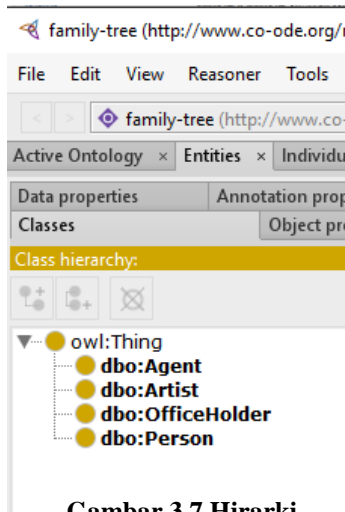 family-tree (http://www.co-ode.org/
File Edit View Reasoner Tools
< > family-tree (http://www.co-
Active Ontology × Entities × Individu
Data properties Annotation prop
Classes Object pro
Class hierarchy:
owl:Thing
dbo:Agent
dbo:Artist
dbo:OfficeHolder
dbo:Person
Gambar 3.7 Hirarki